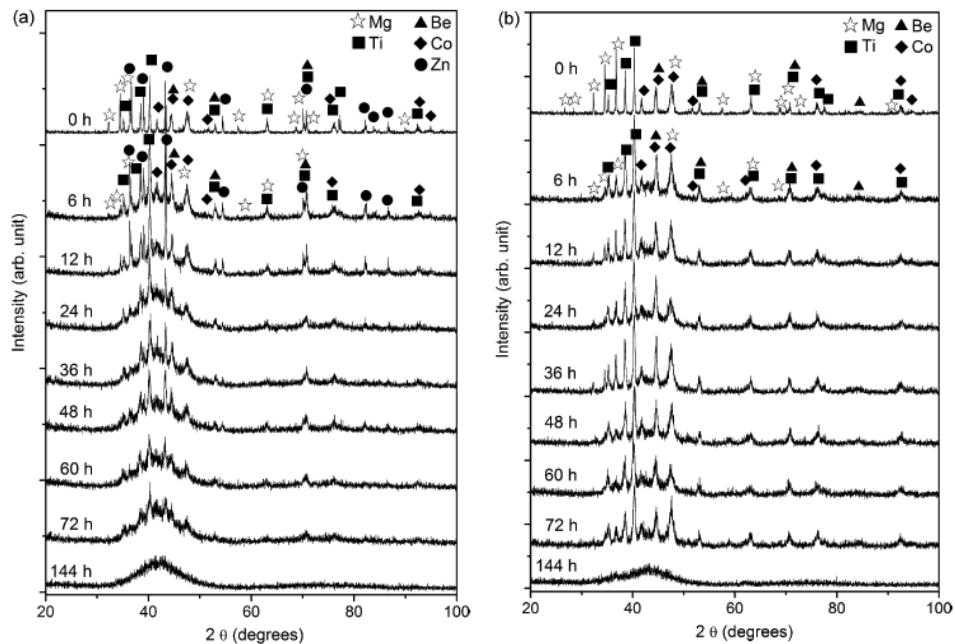 (a)
Mg
Be
Ti
Co
Zn
0 h
6 h
12 h
24 h
36 h
48 h
60 h
72 h
144 h
Intensity (arb. unit)
20 40 60 80 100
2 θ (degrees)
(b)
Mg
Be
Ti
Co
0 h
6 h
12 h
24 h
36 h
48 h
60 h
72 h
144 h
Intensity (arb. unit)
20 40 60 80 100
2 θ (degrees)